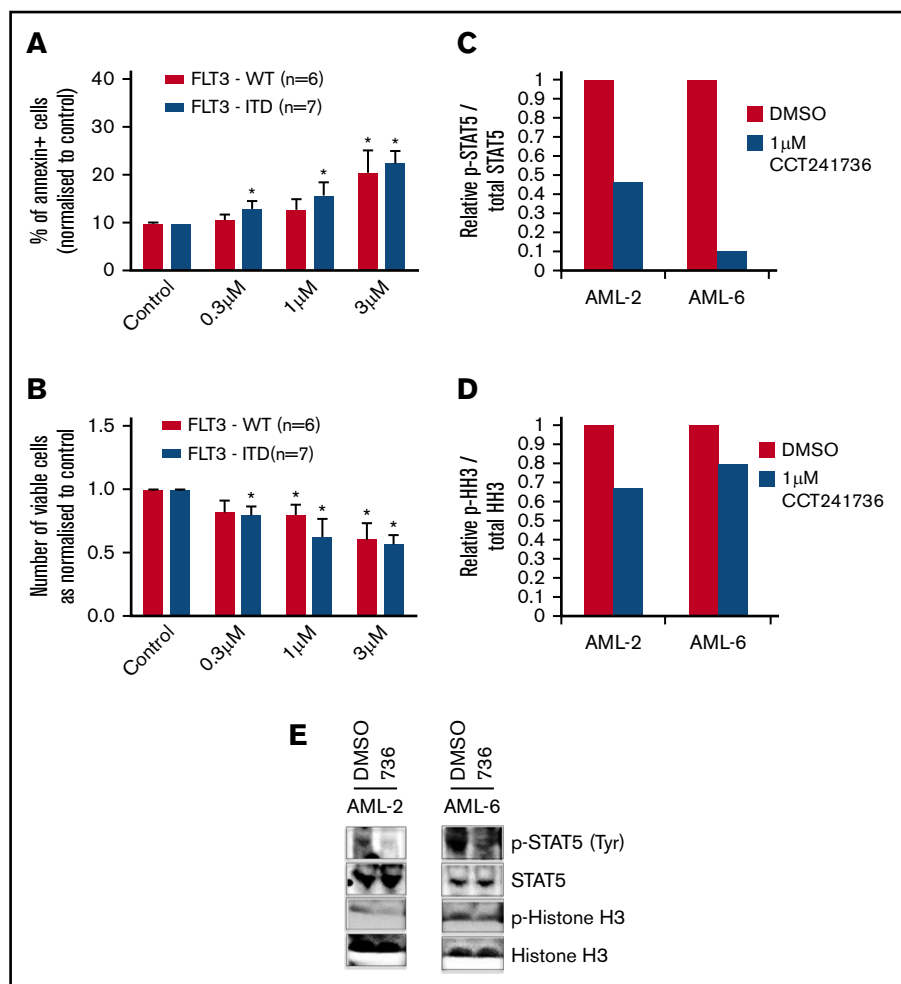 A
% of annexin+ cells
(normalised to control)
40
30
20
10
0
FLT3 - WT (n=6)
FLT3 - ITD (n=7)
*
*
*
*
Control
0.3μM
1μM
3μM
C
Relative p-STAT5 /
total STAT5
1
0.9
0.8
0.7
0.6
0.5
0.4
0.3
0.2
0.1
0
DMSO
1μM
CCT241736
AML-2
AML-6
B
Number of viable cells
as normalised to control
1.5
1.0
0.5
0.0
FLT3 - WT (n=6)
FLT3 - ITD(n=7)
*
*
*
*
*
Control
0.3μM
1μM
3μM
D
Relative p-HH3 /
total HH3
1
0.9
0.8
0.7
0.6
0.5
0.4
0.3
0.2
0.1
0
DMSO
1μM
CCT241736
AML-2
AML-6
E
DMSO
736
DMSO
736
AML-2
AML-6
p-STAT5 (Tyr)
STAT5
p-Histone H3
Histone H3